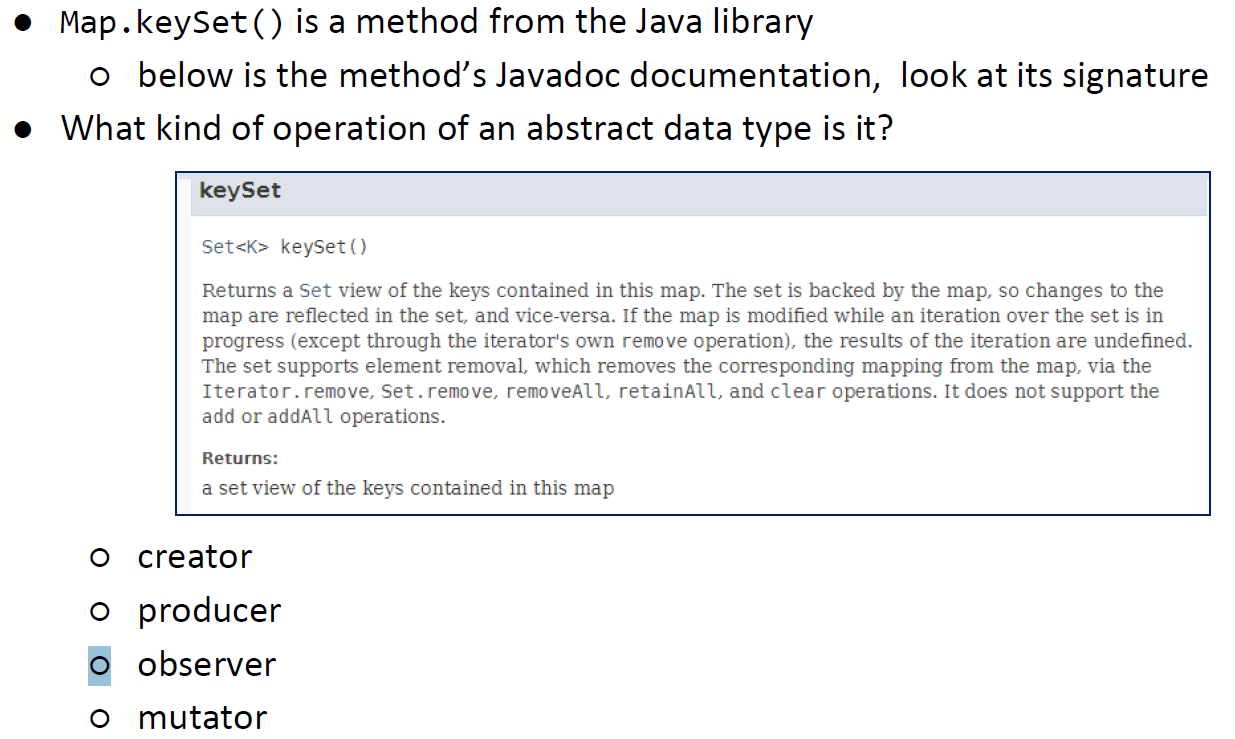 ● Map.keySet() is a method from the Java library
○ below is the method’s Javadoc documentation,  look at its signature
● What kind of operation of an abstract data type is it?
keySet
Set<K> keySet()
Returns a Set view of the keys contained in this map. The set is backed by the map, so changes to the
map are reflected in the set, and vice-versa. If the map is modified while an iteration over the set is in
progress (except through the iterator's own remove operation), the results of the iteration are undefined.
The set supports element removal, which removes the corresponding mapping from the map, via the
Iterator.remove, Set.remove, removeAll, retainAll, and clear operations. It does not support the
add or addAll operations.
Returns:
a set view of the keys contained in this map
○ creator
○ producer
○ observer
○ mutator